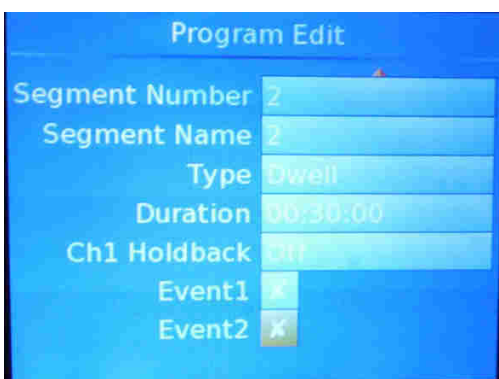 Program Edit
Segment Number 2
Segment Name 2
Type Dwell
Duration 00:30:00
Ch1 Holdback Off
Event1 X
Event2 X